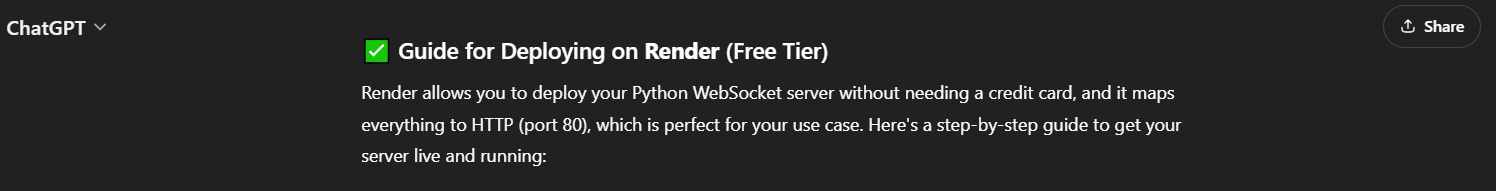 ChatGPT
Share
✅ Guide for Deploying on Render (Free Tier)
Render allows you to deploy your Python WebSocket server without needing a credit card, and it maps
everything to HTTP (port 80), which is perfect for your use case. Here's a step-by-step guide to get your
server live and running: